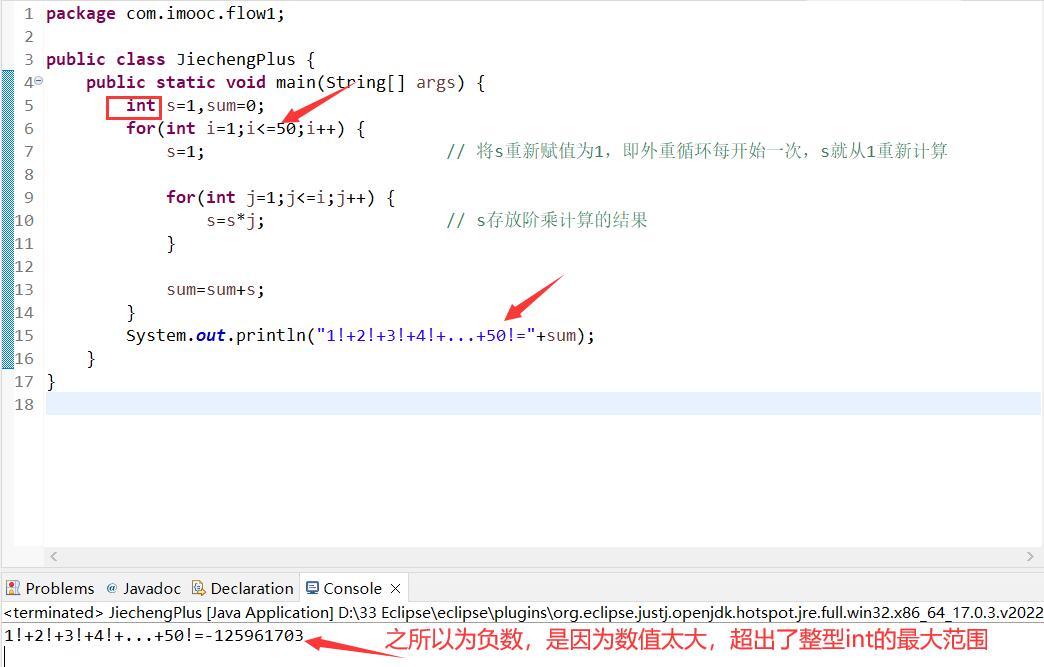 1 package com.imooc.flow1;
2
3 public class JiechengPlus {
4 public static void main(String[] args) {
5 int s=1,sum=0;
6 for(int i=1;i<=50;i++) {
7 s=1; // 将s重新赋值为1，即外重循环每开始一次，s就从1重新计算
8
9 for(int j=1;j<=i;j++) {
10 s=s*j; // s存放阶乘计算的结果
11 }
12
13 sum=sum+s;
14 }
15 System.out.println("1!+2!+3!+4!+...+50!="+sum);
16 }
17 }
18
Problems @ Javadoc Declaration Console
<terminated> JiechengPlus [Java Application] D:\33 Eclipse\eclipse\plugins\org.eclipse.justj.openjdk.hotspot.jre.full.win32.x86_64_17.0.3.v2022
1!+2!+3!+4!+...+50!=-125961703 之所以为负数，是因为数值太大，超出了整型int的最大范围